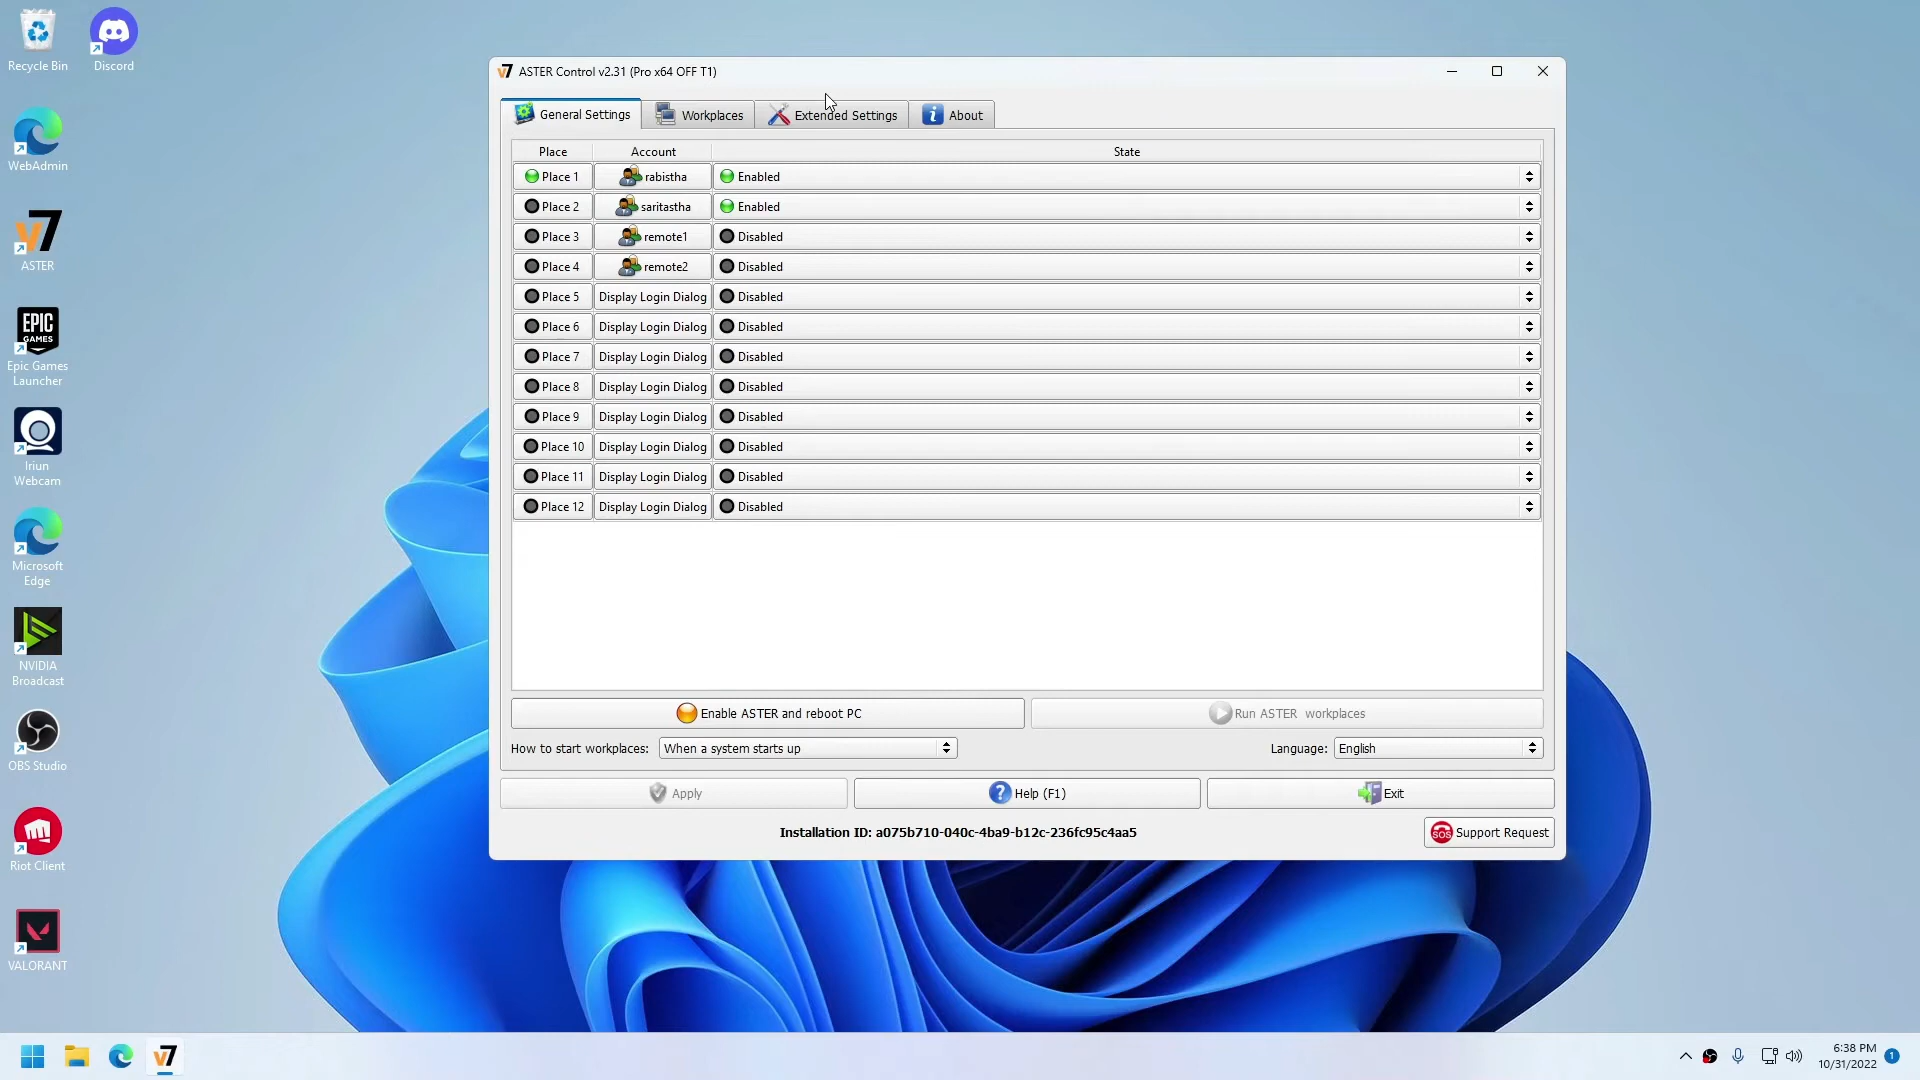 Recycle Bin
Discord
WebAdmin
v7
ASTER
EPIC
GAMES
Epic Games
Launcher
Iriun
Webcam
Microsoft
Edge
NVIDIA
Broadcast
OBS Studio
Riot Client
VALORANT
v7 ASTER Control v2.31 (Pro x64 OFF T1)
General Settings Workplaces Extended Settings i About
Place Account State
Place 1 rabistha Enabled
Place 2 saritastha Enabled
Place 3 remote1 Disabled
Place 4 remote2 Disabled
Place 5 Display Login Dialog Disabled
Place 6 Display Login Dialog Disabled
Place 7 Display Login Dialog Disabled
Place 8 Display Login Dialog Disabled
Place 9 Display Login Dialog Disabled
Place 10 Display Login Dialog Disabled
Place 11 Display Login Dialog Disabled
Place 12 Display Login Dialog Disabled
Enable ASTER and reboot PC Run ASTER workplaces
How to start workplaces: When a system starts up Language: English
Apply ? Help (F1) Exit
Installation ID: a075b710-040c-4ba9-b12c-236fc95c4aa5
SOS Support Request
v7
6:38 PM
10/31/2022
1